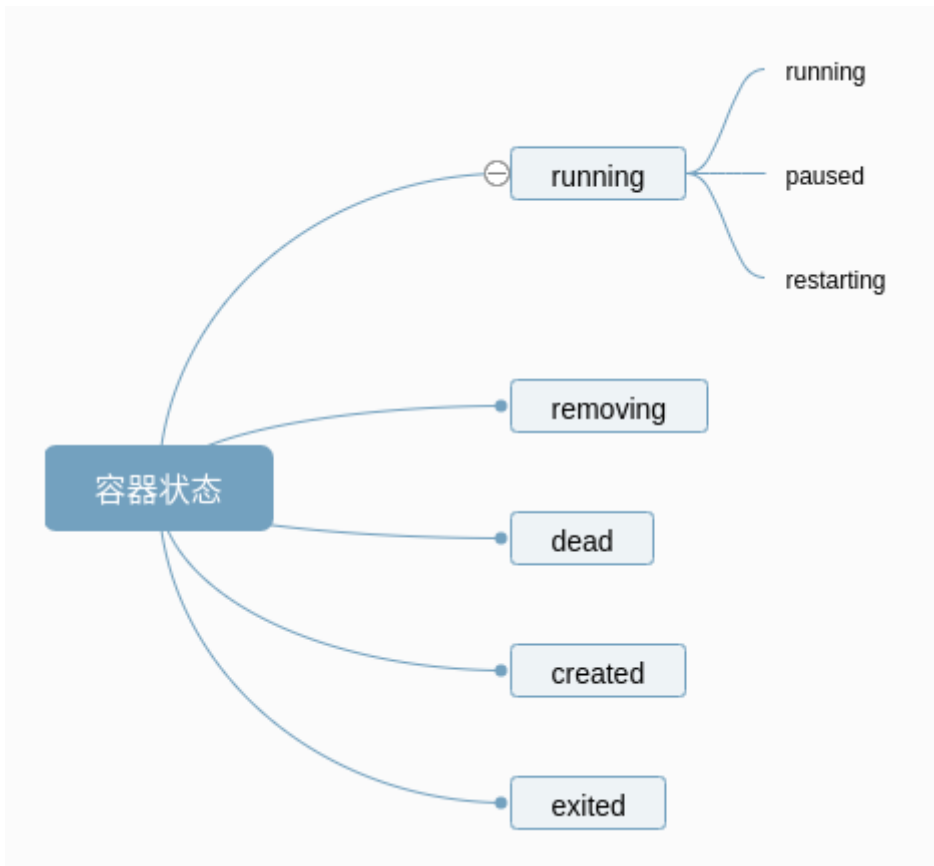 容器状态
running
running
paused
restarting
removing
dead
created
exited